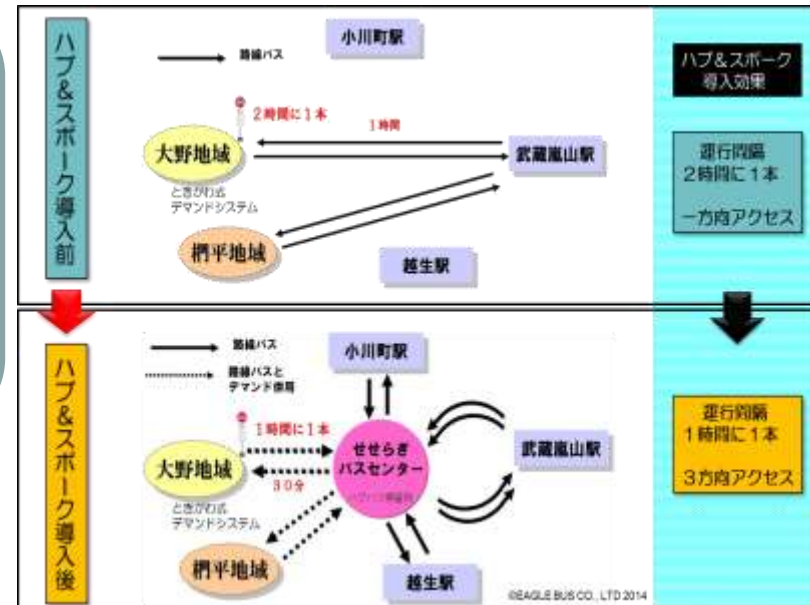 ハブ&スポーク導入前
路線バス
小川町駅
2時間に1本
1時間
大野地域
武蔵嵐山駅
ときがわ式
デマンドシステム
椚平地域
越生駅
ハブ&スポーク
導入効果
運行間隔
2時間に1本
一方向アクセス
ハブ&スポーク導入後
路線バス
路線バスと
デマンド併用
小川町駅
1時間に1本
せせらぎ
バスセンター
大野地域
30分
武蔵嵐山駅
ときがわ式
デマンドシステム
椚平地域
越生駅
©EAGLE BUS CO., LTD 2014
運行間隔
1時間に1本
3方向アクセス